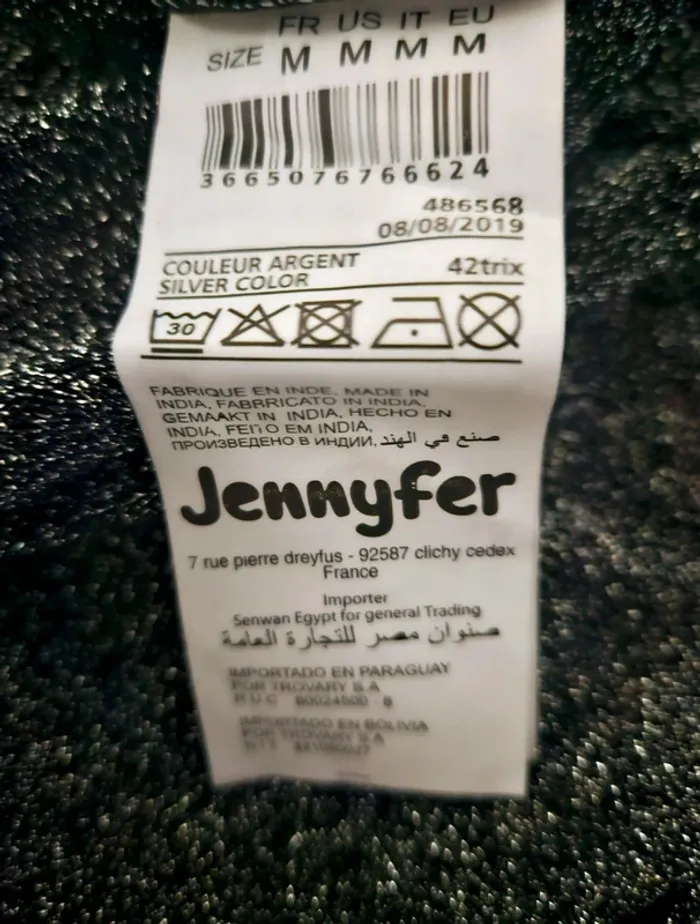 FR US IT EU
SIZE M M M M
3665076766624
486568
08/08/2019
COULEUR ARGENT 42trix
SILVER COLOR
30
FABRIQUE EN INDE, MADE IN
INDIA, FABBRICATO IN INDIA,
GEMAAKT IN INDIA, HECHO EN
INDIA, FEITO EM INDIA,
ПРОИЗВЕДЕНО В ИНДИИ, صنع في الهند
Jennyfer
7 rue pierre dreyfus - 92587 clichy cedex
France
Importer
Senwan Egypt for general Trading
صنوان مصر للتجارة العامة
IMPORTADO EN PARAGUAY
POR TROVARY S.A
R.U.C
IMPORTADO EN BOLIVIA
POR TROVARY S.A